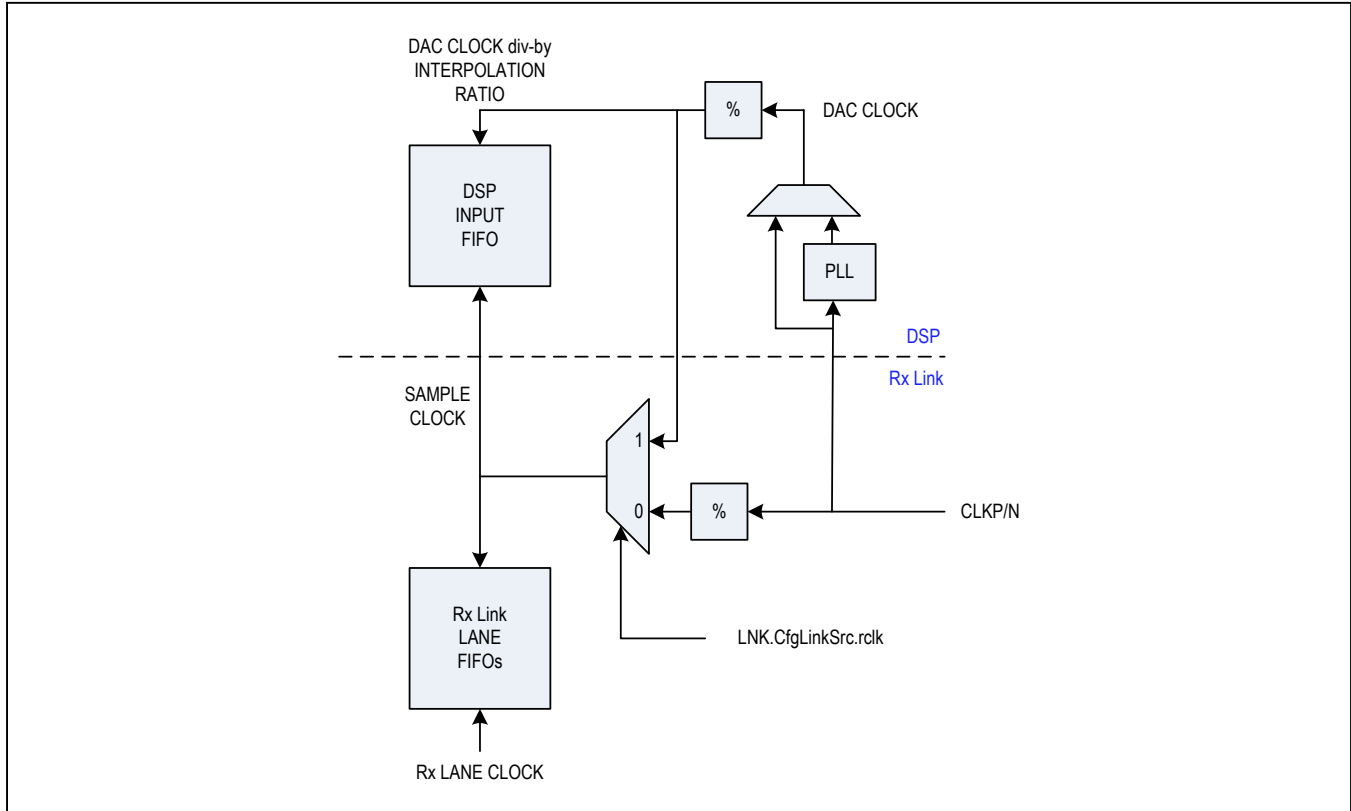 DAC CLOCK div-by
INTERPOLATION
RATIO
%
DAC CLOCK
DSP
INPUT
FIFO
PLL
DSP
Rx Link
SAMPLE
CLOCK
1
0
%
CLKP/N
Rx Link
LANE
FIFOs
LNK.CfgLinkSrc.rclk
Rx LANE CLOCK